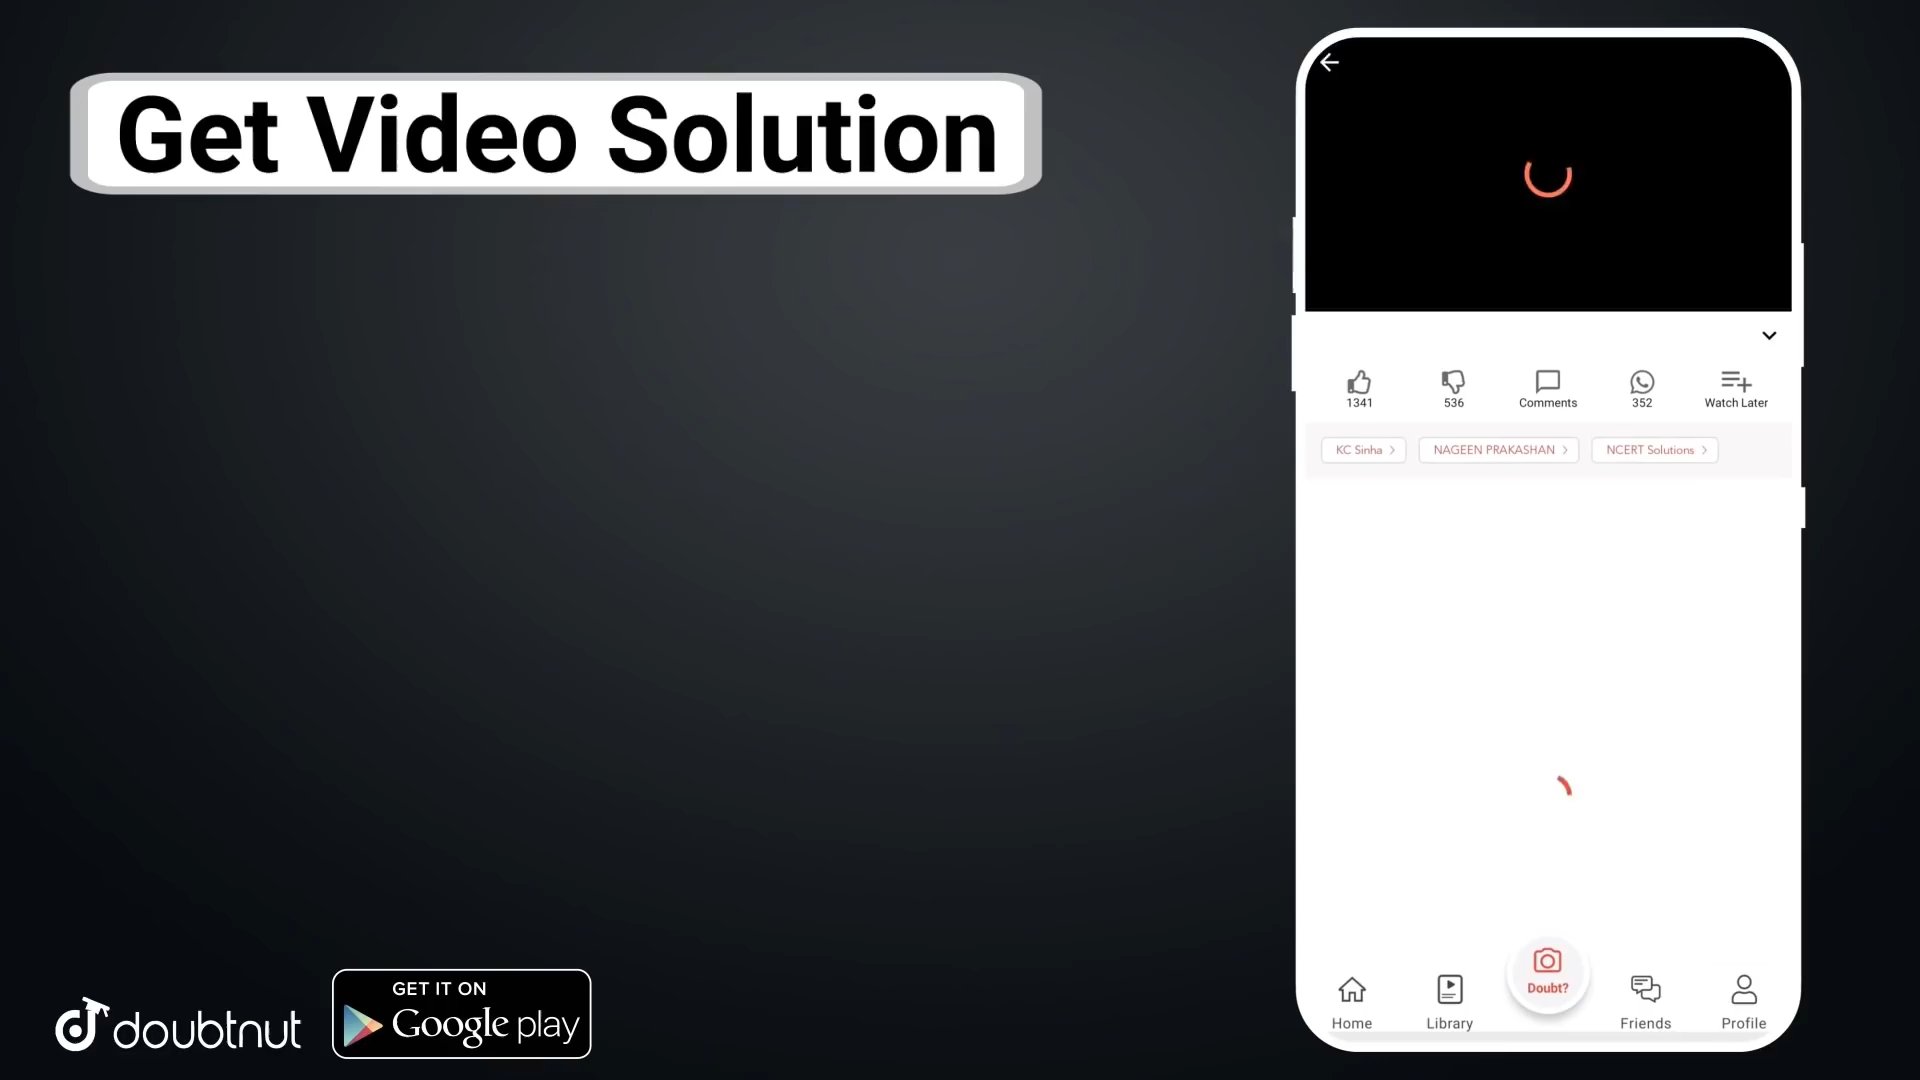 Get Video Solution
1341
536
Comments
352
Watch Later
KC Sinha
NAGEEN PRAKASHAN
NCERT Solutions
Doubt?
Home
Library
Friends
Profile
doubtnut
GET IT ON
Google play